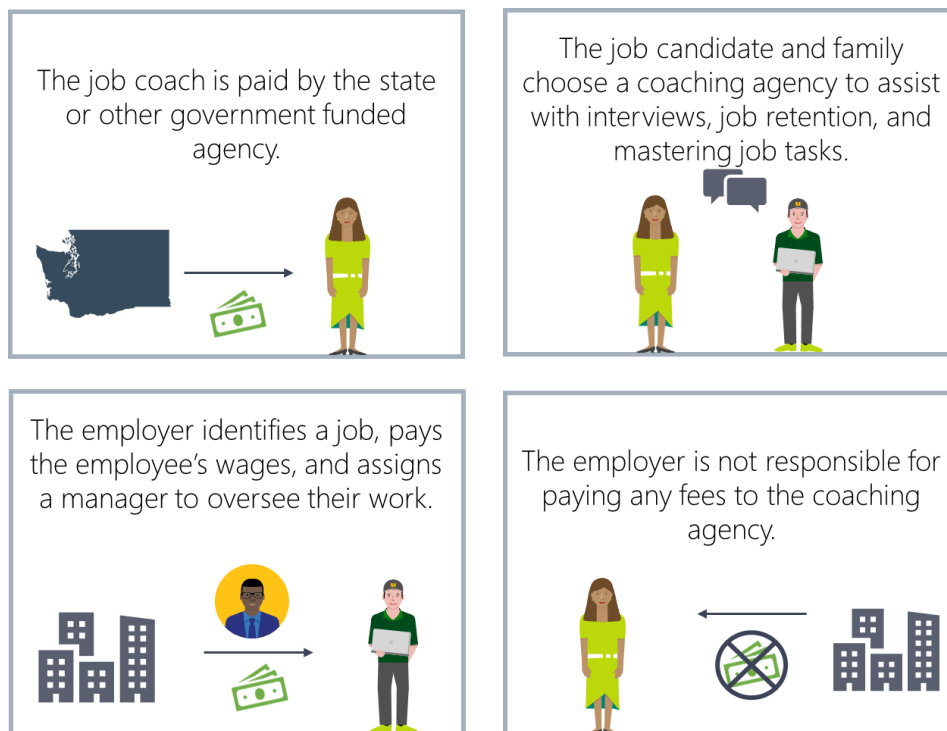 The job coach is paid by the state
or other government funded
agency.
The job candidate and family
choose a coaching agency to assist
with interviews, job retention, and
mastering job tasks.
The employer identifies a job, pays
the employee’s wages, and assigns
a manager to oversee their work.
The employer is not responsible for
paying any fees to the coaching
agency.